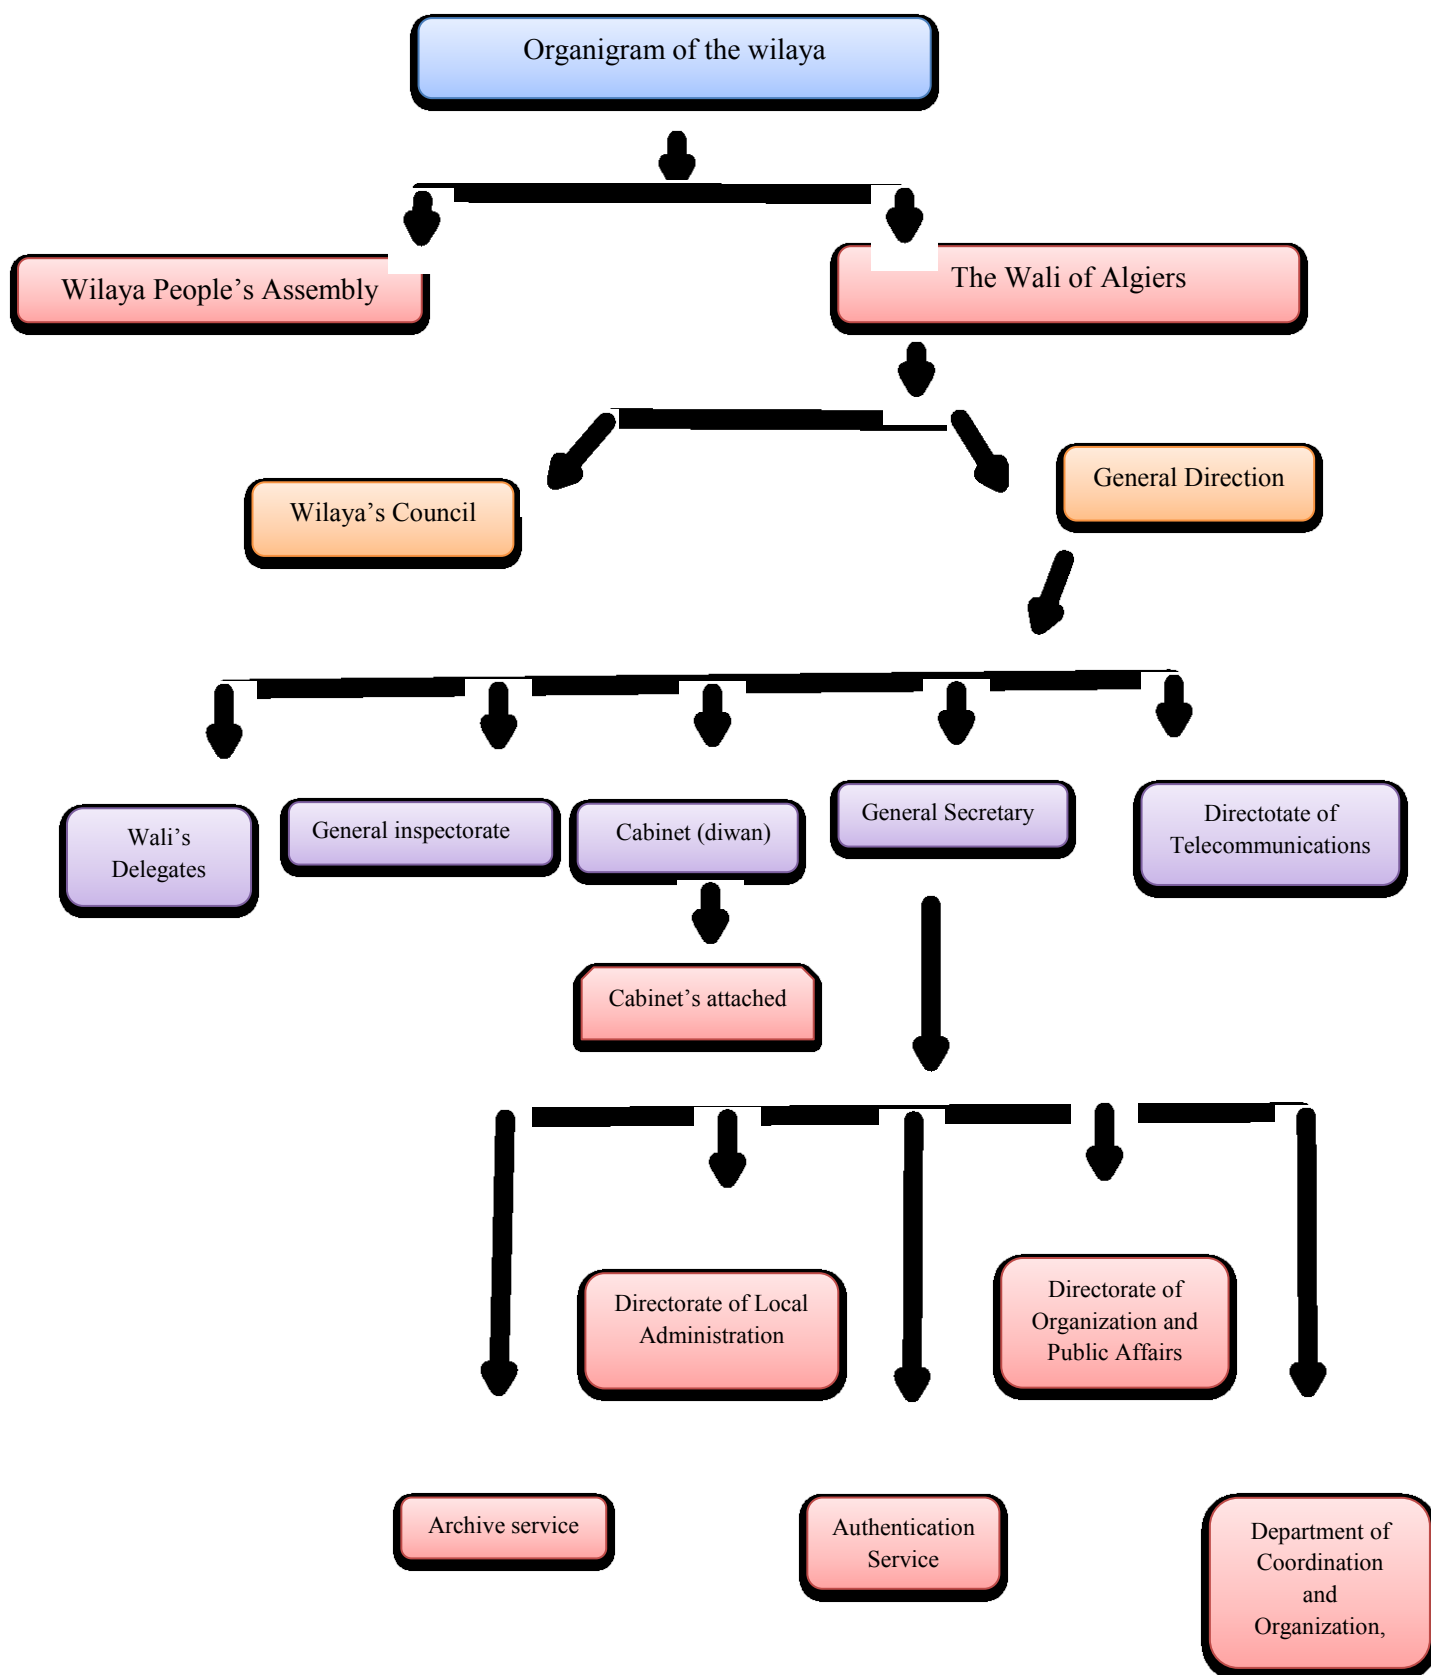 Organigram of the wilaya
Wilaya People’s Assembly
The Wali of Algiers
Wilaya’s Council
General Direction
Wali’s
Delegates
General inspectorate
Cabinet (diwan)
General Secretary
Directotate of
Telecommunications
Cabinet’s attached
Directorate of Local
Administration
Directorate of
Organization and
Public Affairs
Archive service
Authentication
Service
Department of
Coordination
and
Organization,